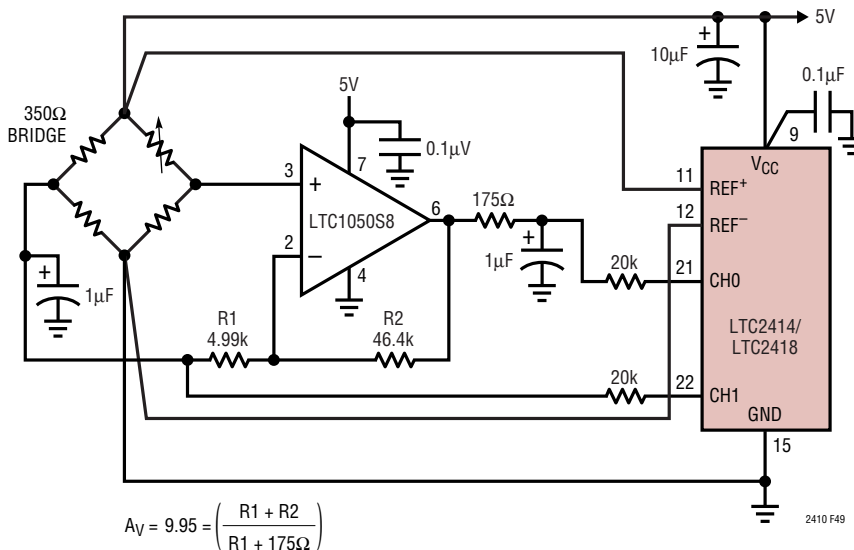 5V
10µF
0.1µF
350Ω
BRIDGE
5V
0.1µV
9
VCC
7
3
+
11
REF+
LTC1050S8
6
175Ω
12
REF–
2
–
4
+
1µF
20k
21
CH0
+
1µF
R1
4.99k
R2
46.4k
LTC2414/
LTC2418
20k
22
CH1
GND
15
AV = 9.95 = (R1 + R2
R1 + 175Ω)
2410 F49
+